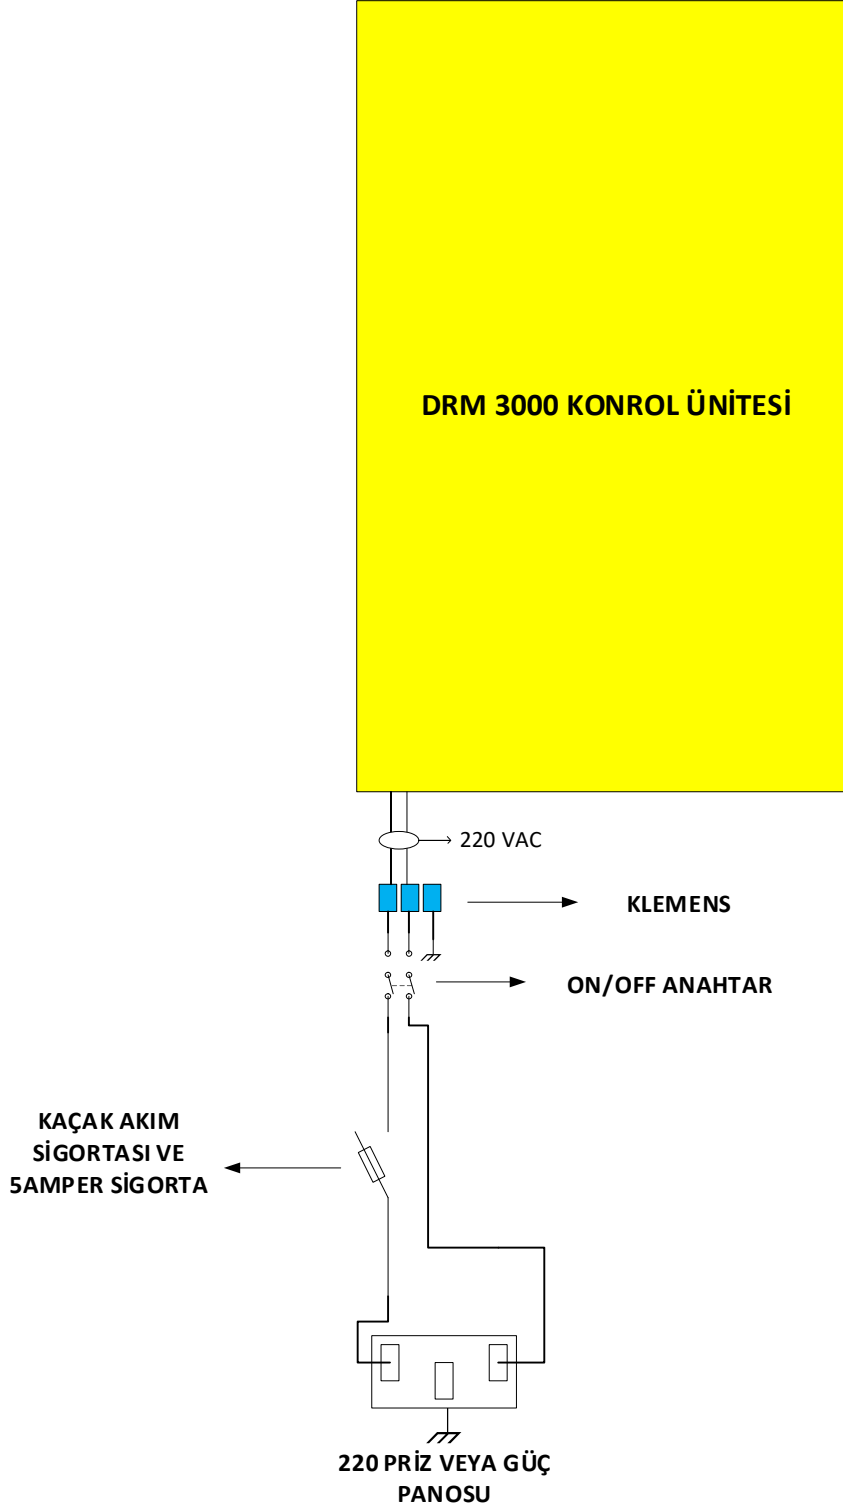 DRM 3000 KONROL ÜNİTESİ
220 VAC
KLEMENS
ON/OFF ANAHTAR
KAÇAK AKIM
SİGORTASI VE
5AMPER SİGORTA
220 PRİZ VEYA GÜÇ
PANOSU